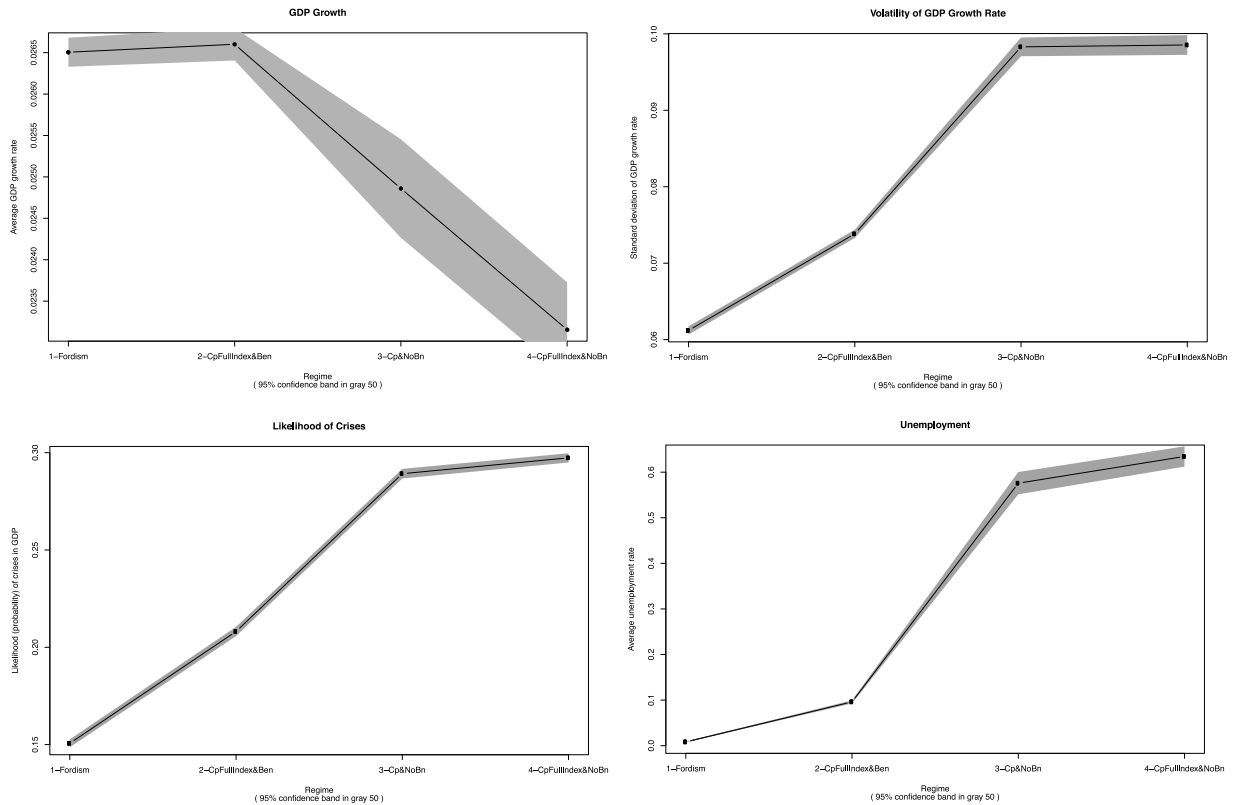 GDP Growth
Average GDP growth rate
0.0265
0.0260
0.0255
0.0250
0.0245
0.0240
0.0235
1−Fordism
2−CpFullIndex&Ben
3−Cp&NoBn
4−CpFullIndex&NoBn
Regime
( 95% confidence band in gray 50 )
Volatility of GDP Growth Rate
Standard deviation of GDP growth rate
0.10
0.09
0.08
0.07
0.06
1−Fordism
2−CpFullIndex&Ben
3−Cp&NoBn
4−CpFullIndex&NoBn
Regime
( 95% confidence band in gray 50 )
Likelihood of Crises
Likelihood (probability) of crises in GDP
0.30
0.25
0.20
0.15
1−Fordism
2−CpFullIndex&Ben
3−Cp&NoBn
4−CpFullIndex&NoBn
Regime
( 95% confidence band in gray 50 )
Unemployment
Average unemployment rate
0.6
0.5
0.4
0.3
0.2
0.1
0.0
1−Fordism
2−CpFullIndex&Ben
3−Cp&NoBn
4−CpFullIndex&NoBn
Regime
( 95% confidence band in gray 50 )